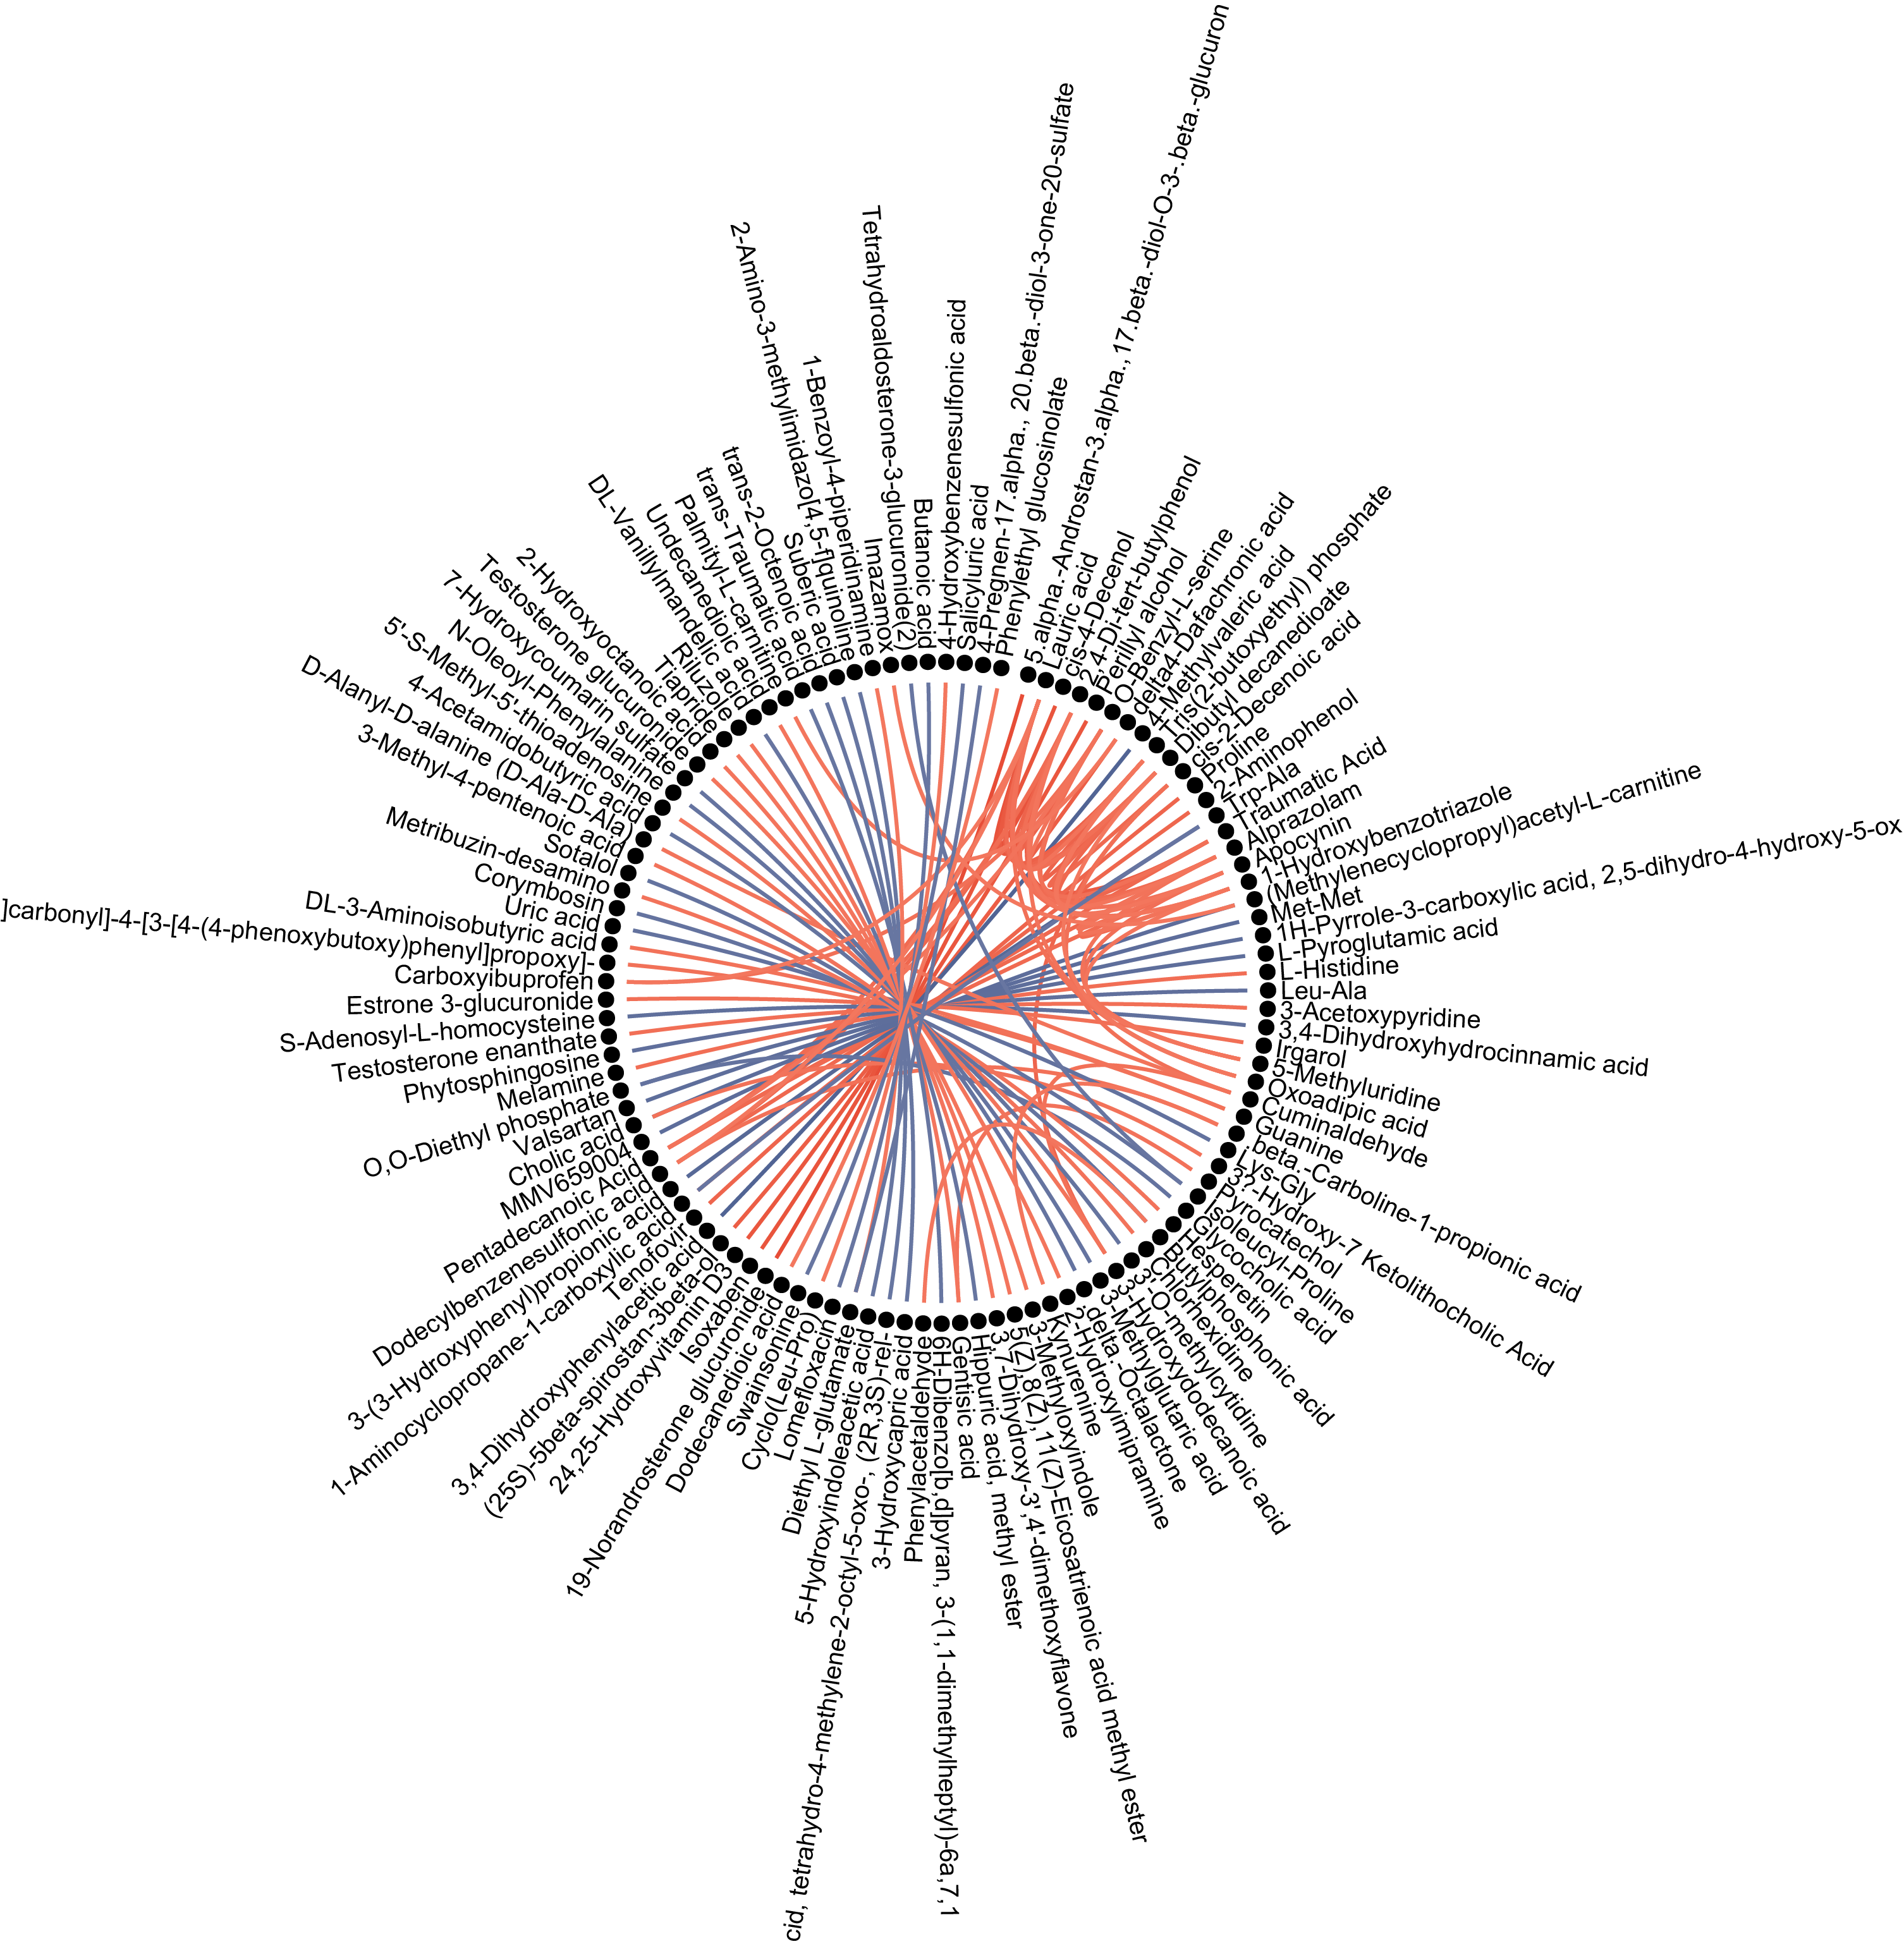 Butanoic acid
4-Hydroxybenzenesulfonic acid
Salicyluric acid
4-Pregnen-17.alpha., 20.beta.-diol-3-one-20-sulfate
Phenylethyl glucosinolate
5.alpha.-Androstan-3.alpha.,17.beta.-diol-O-3-.beta.-glucuron
Lauric acid
cis-4-Decenol
2,4-Di-tert-butylphenol
Perillyl alcohol
O-Benzyl-L-serine
delta4-Dafachronic acid
4-Methylvaleric acid
Tris(2-butoxyethyl) phosphate
Dibutyl decanedioate
cis-2-Decenoic acid
Proline
2-Aminophenol
Trp-Ala
Traumatic Acid
Alprazolam
Apocynin
1-Hydroxybenzotriazole
(Methylenecyclopropyl)acetyl-L-carnitine
Met-Met
1H-Pyrrole-3-carboxylic acid, 2,5-dihydro-4-hydroxy-5-ox
L-Pyroglutamic acid
L-Histidine
Leu-Ala
3-Acetoxypyridine
3,4-Dihydroxyhydrocinnamic acid
Irgarol
5-Methyluridine
Oxoadipic acid
Cuminaldehyde
Guanine
.beta.-Carboline-1-propionic acid
Lys-Gly
3?-Hydroxy-7 Ketolithocholic Acid
Pyrocatechol
Isoleucyl-Proline
Glycocholic acid
Hesperetin
Butylphosphonic acid
Chlorhexidine
3'-O-methylcytidine
3-Hydroxydodecanoic acid
3-Methylglutaric acid
.delta.-Octalactone
2-Hydroxyimipramine
Kynurenine
3-Methyloxyindole
5(Z),8(Z),11(Z)-Eicosatrienoic acid methyl ester
3,7-Dihydroxy-3',4'-dimethoxyflavone
Hippuric acid, methyl ester
Gentisic acid
6H-Dibenzo[b,d]pyran, 3-(1,1-dimethylheptyl)-6a,7,1
Phenylacetaldehyde
3-Hydroxycapric acid
cid, tetrahydro-4-methylene-2-octyl-5-oxo-, (2R,3S)-rel-
5-Hydroxyindoleacetic acid
Diethyl L-glutamate
Lomefloxacin
Cyclo(Leu-Pro)
Swainsonine
Dodecanedioic acid
19-Norandrosterone glucuronide
Isoxaben
24,25-Hydroxyvitamin D3
(25S)-5beta-spirostan-3beta-ol
3,4-Dihydroxyphenylacetic acid
Tenofovir
1-Aminocyclopropane-1-carboxylic acid
3-(3-Hydroxyphenyl)propionic acid
Dodecylbenzenesulfonic acid
Pentadecanoic Acid
MMV659004
Cholic acid
Valsartan
O,O-Diethyl phosphate
Melamine
Phytosphingosine
Testosterone enanthate
S-Adenosyl-L-homocysteine
Estrone 3-glucuronide
Carboxyibuprofen
]carbonyl]-4-[3-[4-(4-phenoxybutoxy)phenyl]propoxy]-
DL-3-Aminoisobutyric acid
Uric acid
Corymbosin
Metribuzin-desamino
Sotalol
3-Methyl-4-pentenoic acid
D-Alanyl-D-alanine (D-Ala-D-Ala)
4-Acetamidobutyric acid
5'-S-Methyl-5'-thioadenosine
N-Oleoyl-Phenylalanine
7-Hydroxycoumarin sulfate
Testosterone glucuronide
2-Hydroxyoctanoic acid
Tiapride
Riluzole
DL-Vanillylmandelic acid
Undecanedioic acid
Palmityl-L-carnitine
trans-Traumatic acid
trans-2-Octenoic acid
Suberic acid
2-Amino-3-methylimidazo[4,5-f]quinoline
1-Benzoyl-4-piperidinamine
Imazamox
Tetrahydroaldosterone-3-glucuronide(2)